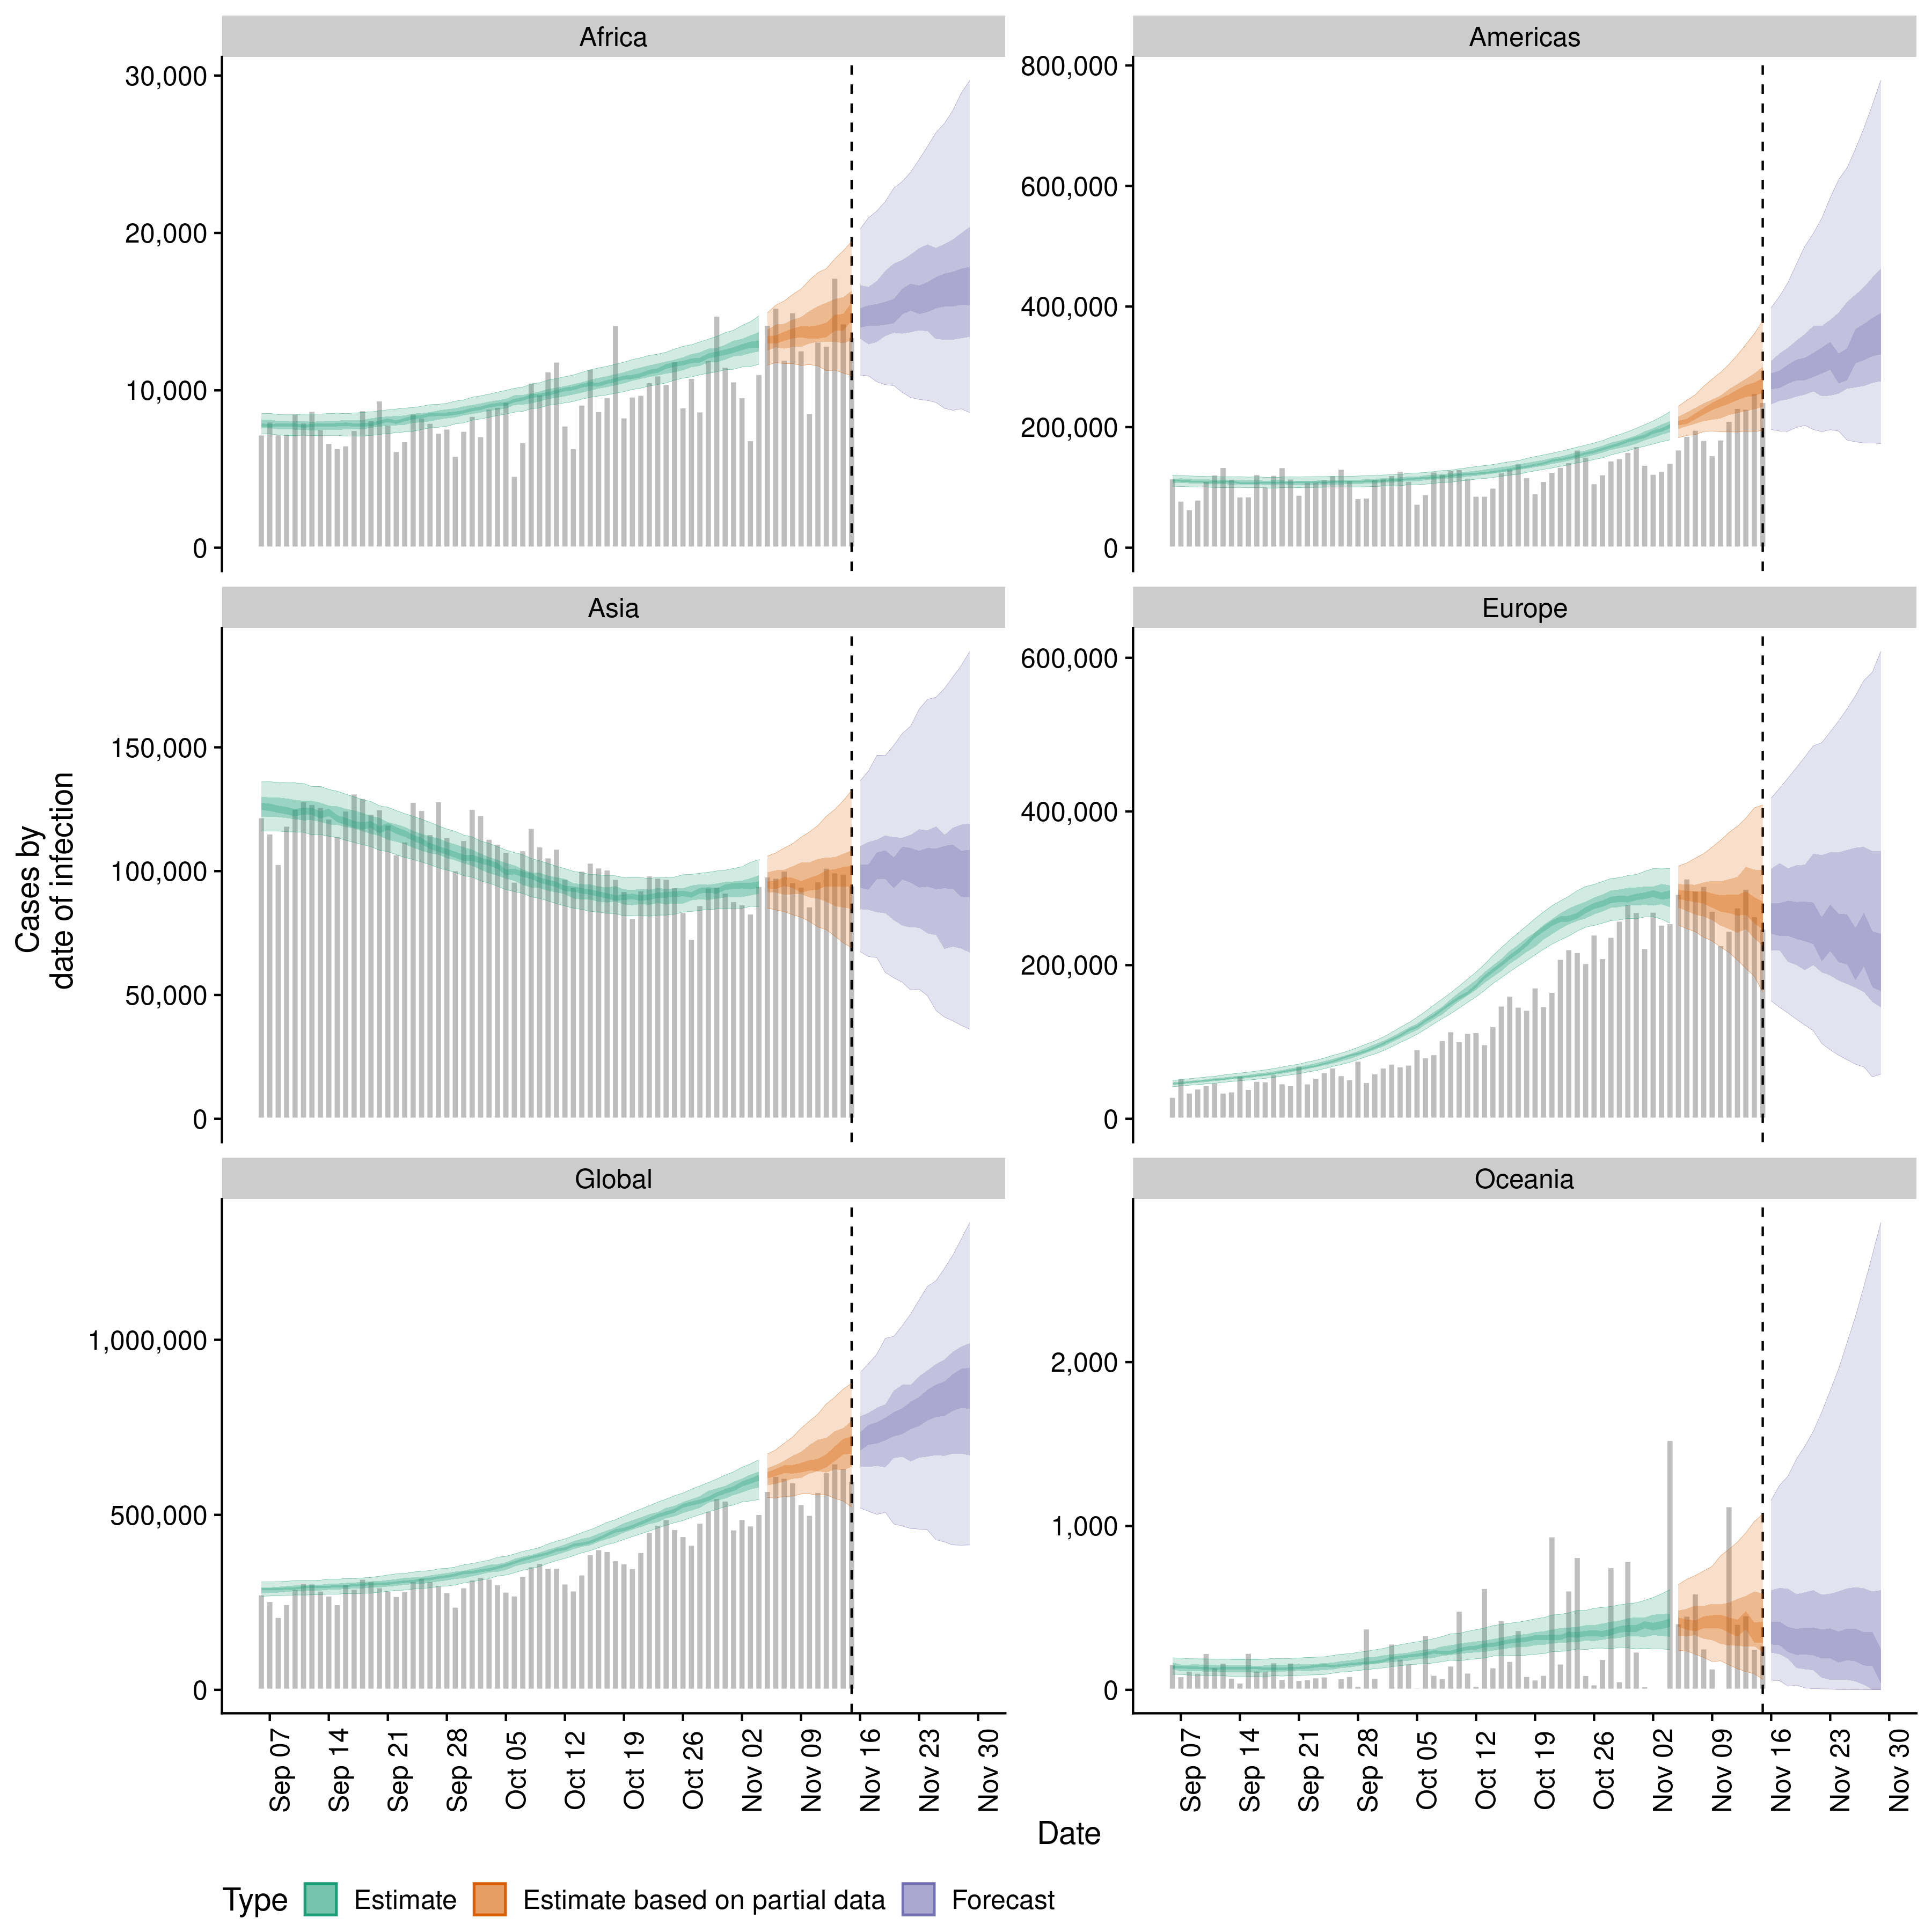 Africa
Americas
30,000
20,000
10,000
0
800,000
600,000
400,000
200,000
0
Asia
Europe
150,000
100,000
50,000
0
600,000
400,000
200,000
0
Global
Oceania
1,000,000
500,000
0
2,000
1,000
0
Cases by
date of infection
Sep 07
Sep 14
Sep 21
Sep 28
Oct 05
Oct 12
Oct 19
Oct 26
Nov 02
Nov 09
Nov 16
Nov 23
Nov 30
Sep 07
Sep 14
Sep 21
Sep 28
Oct 05
Oct 12
Oct 19
Oct 26
Nov 02
Nov 09
Nov 16
Nov 23
Nov 30
Date
Type Estimate Estimate based on partial data Forecast